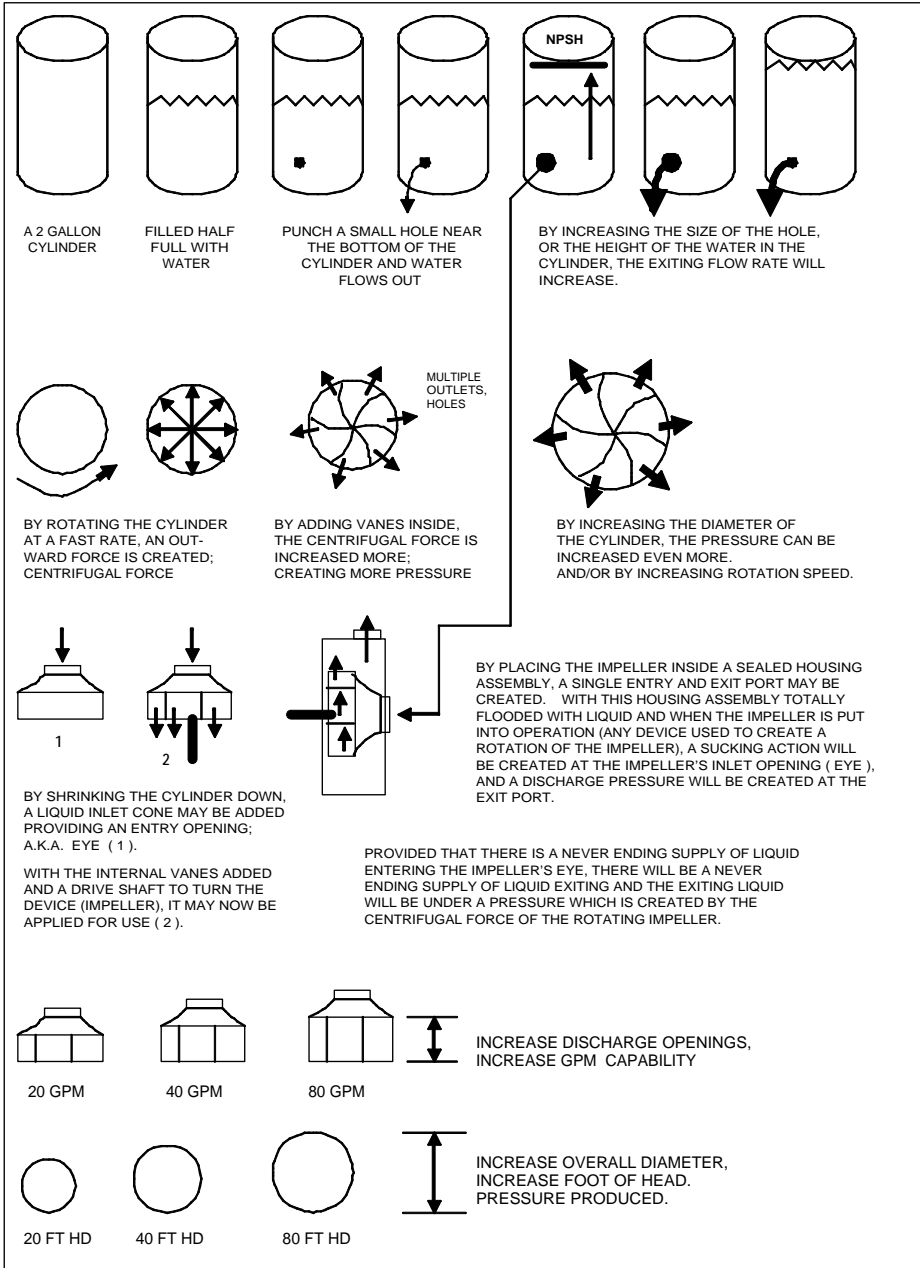 NPSH
A 2 GALLON
CYLINDER
FILLED HALF
FULL WITH
WATER
PUNCH A SMALL HOLE NEAR
THE BOTTOM OF THE
CYLINDER AND WATER
FLOWS OUT
BY INCREASING THE SIZE OF THE HOLE,
OR THE HEIGHT OF THE WATER IN THE
CYLINDER, THE EXITING FLOW RATE WILL
INCREASE.
MULTIPLE
OUTLETS,
HOLES
BY ROTATING THE CYLINDER
AT A FAST RATE, AN OUT-
WARD FORCE IS CREATED;
CENTRIFUGAL FORCE
BY ADDING VANES INSIDE,
THE CENTRIFUGAL FORCE IS
INCREASED MORE;
CREATING MORE PRESSURE
BY INCREASING THE DIAMETER OF
THE CYLINDER, THE PRESSURE CAN BE
INCREASED EVEN MORE.
AND/OR BY INCREASING ROTATION SPEED.
1
2
BY SHRINKING THE CYLINDER DOWN,
A LIQUID INLET CONE MAY BE ADDED
PROVIDING AN ENTRY OPENING;
A.K.A. EYE ( 1 ).
WITH THE INTERNAL VANES ADDED
AND A DRIVE SHAFT TO TURN THE
DEVICE (IMPELLER), IT MAY NOW BE
APPLIED FOR USE ( 2 ).
BY PLACING THE IMPELLER INSIDE A SEALED HOUSING
ASSEMBLY, A SINGLE ENTRY AND EXIT PORT MAY BE
CREATED. WITH THIS HOUSING ASSEMBLY TOTALLY
FLOODED WITH LIQUID AND WHEN THE IMPELLER IS PUT
INTO OPERATION (ANY DEVICE USED TO CREATE A
ROTATION OF THE IMPELLER), A SUCKING ACTION WILL
BE CREATED AT THE IMPELLER'S INLET OPENING ( EYE ),
AND A DISCHARGE PRESSURE WILL BE CREATED AT THE
EXIT PORT.
PROVIDED THAT THERE IS A NEVER ENDING SUPPLY OF LIQUID
ENTERING THE IMPELLER'S EYE, THERE WILL BE A NEVER
ENDING SUPPLY OF LIQUID EXITING AND THE EXITING LIQUID
WILL BE UNDER A PRESSURE WHICH IS CREATED BY THE
CENTRIFUGAL FORCE OF THE ROTATING IMPELLER.
20 GPM
40 GPM
80 GPM
INCREASE DISCHARGE OPENINGS,
INCREASE GPM CAPABILITY
20 FT HD
40 FT HD
80 FT HD
INCREASE OVERALL DIAMETER,
INCREASE FOOT OF HEAD.
PRESSURE PRODUCED.